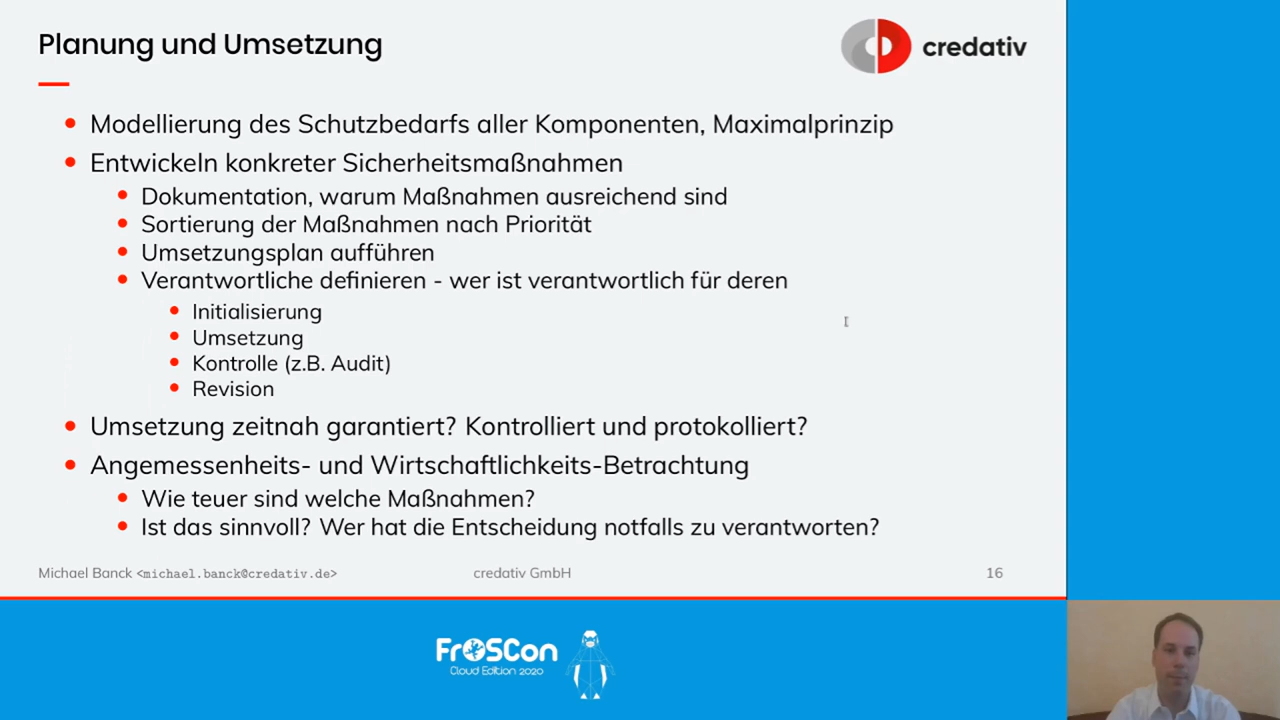 Planung und Umsetzung
credativ
Modellierung des Schutzbedarfs aller Komponenten, Maximalprinzip
Entwickeln konkreter Sicherheitsmaßnahmen
Dokumentation, warum Maßnahmen ausreichend sind
Sortierung der Maßnahmen nach Priorität
Umsetzungsplan aufführen
Verantwortliche definieren - wer ist verantwortlich für deren
Initialisierung
Umsetzung
Kontrolle (z.B. Audit)
Revision
Umsetzung zeitnah garantiert? Kontrolliert und protokolliert?
Angemessenheits- und Wirtschaftlichkeits-Betrachtung
Wie teuer sind welche Maßnahmen?
Ist das sinnvoll? Wer hat die Entscheidung notfalls zu verantworten?
Michael Banck <michael.banck@credativ.de> credativ GmbH 16
FrOSCon
Cloud Edition 2020